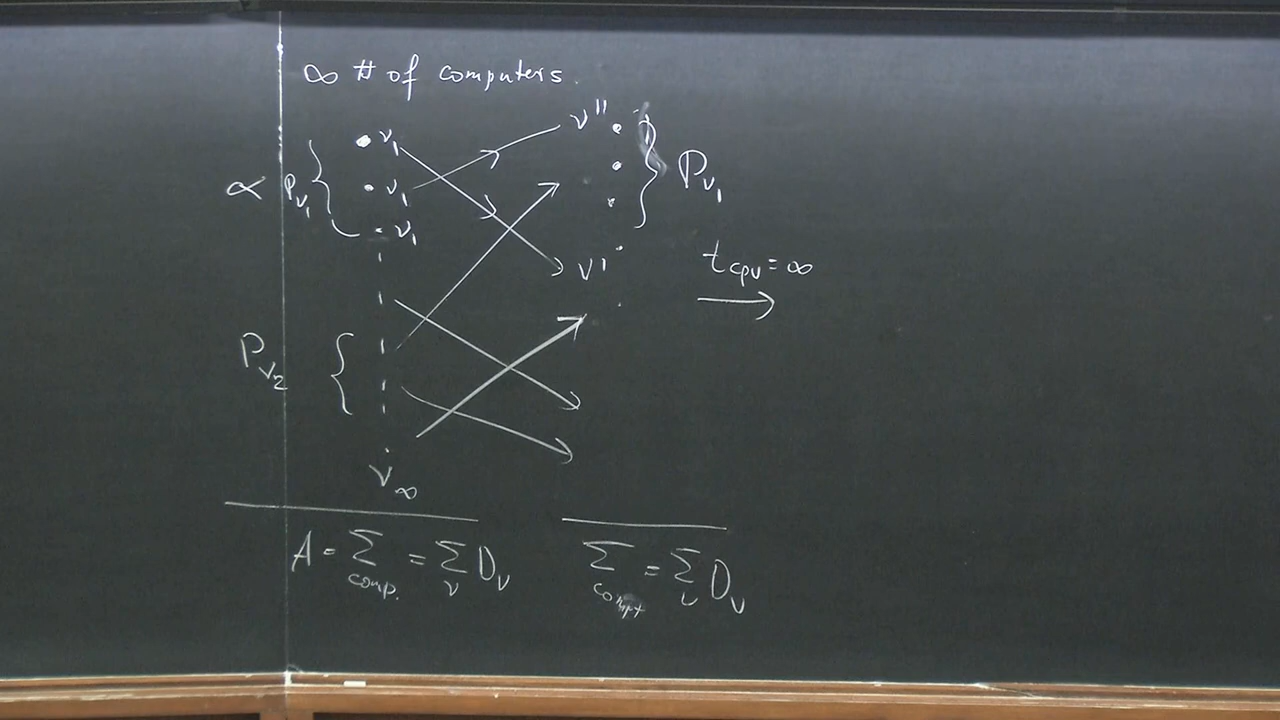 ∞ # of computers.
ν₁
ν''
∝ P_ν₁ { ν₁
} P_ν₁
ν₁
ν'
t_cpu = ∞
→
P_ν₂ {
ν_∞
A = Σ_comp. = Σ_ν D_ν
Σ_comp = Σ_ν D_ν